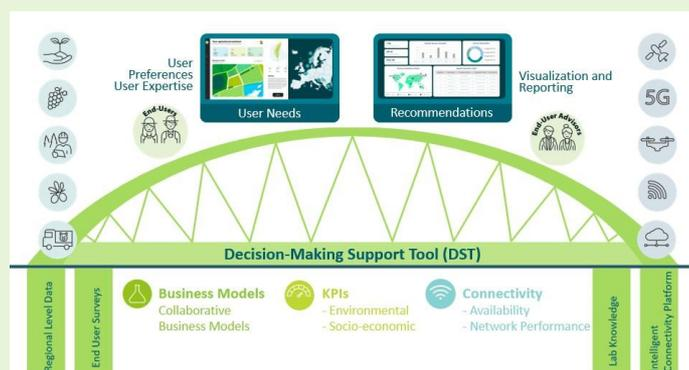 User
Preferences
User Expertise
End-Users
User Needs
Recommendations
Visualization and
Reporting
End-User Advisors
5G
Decision-Making Support Tool (DST)
Regional Level Data
End User Surveys
Business Models
Collaborative
Business Models
KPIs
- Environmental
- Socio-economic
Connectivity
- Availability
- Network Performance
Lab Knowledge
Intelligent
Connectivity Platform